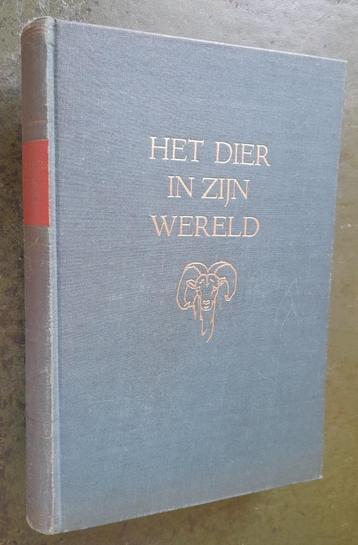 HET DIER
IN ZIJN
WERELD